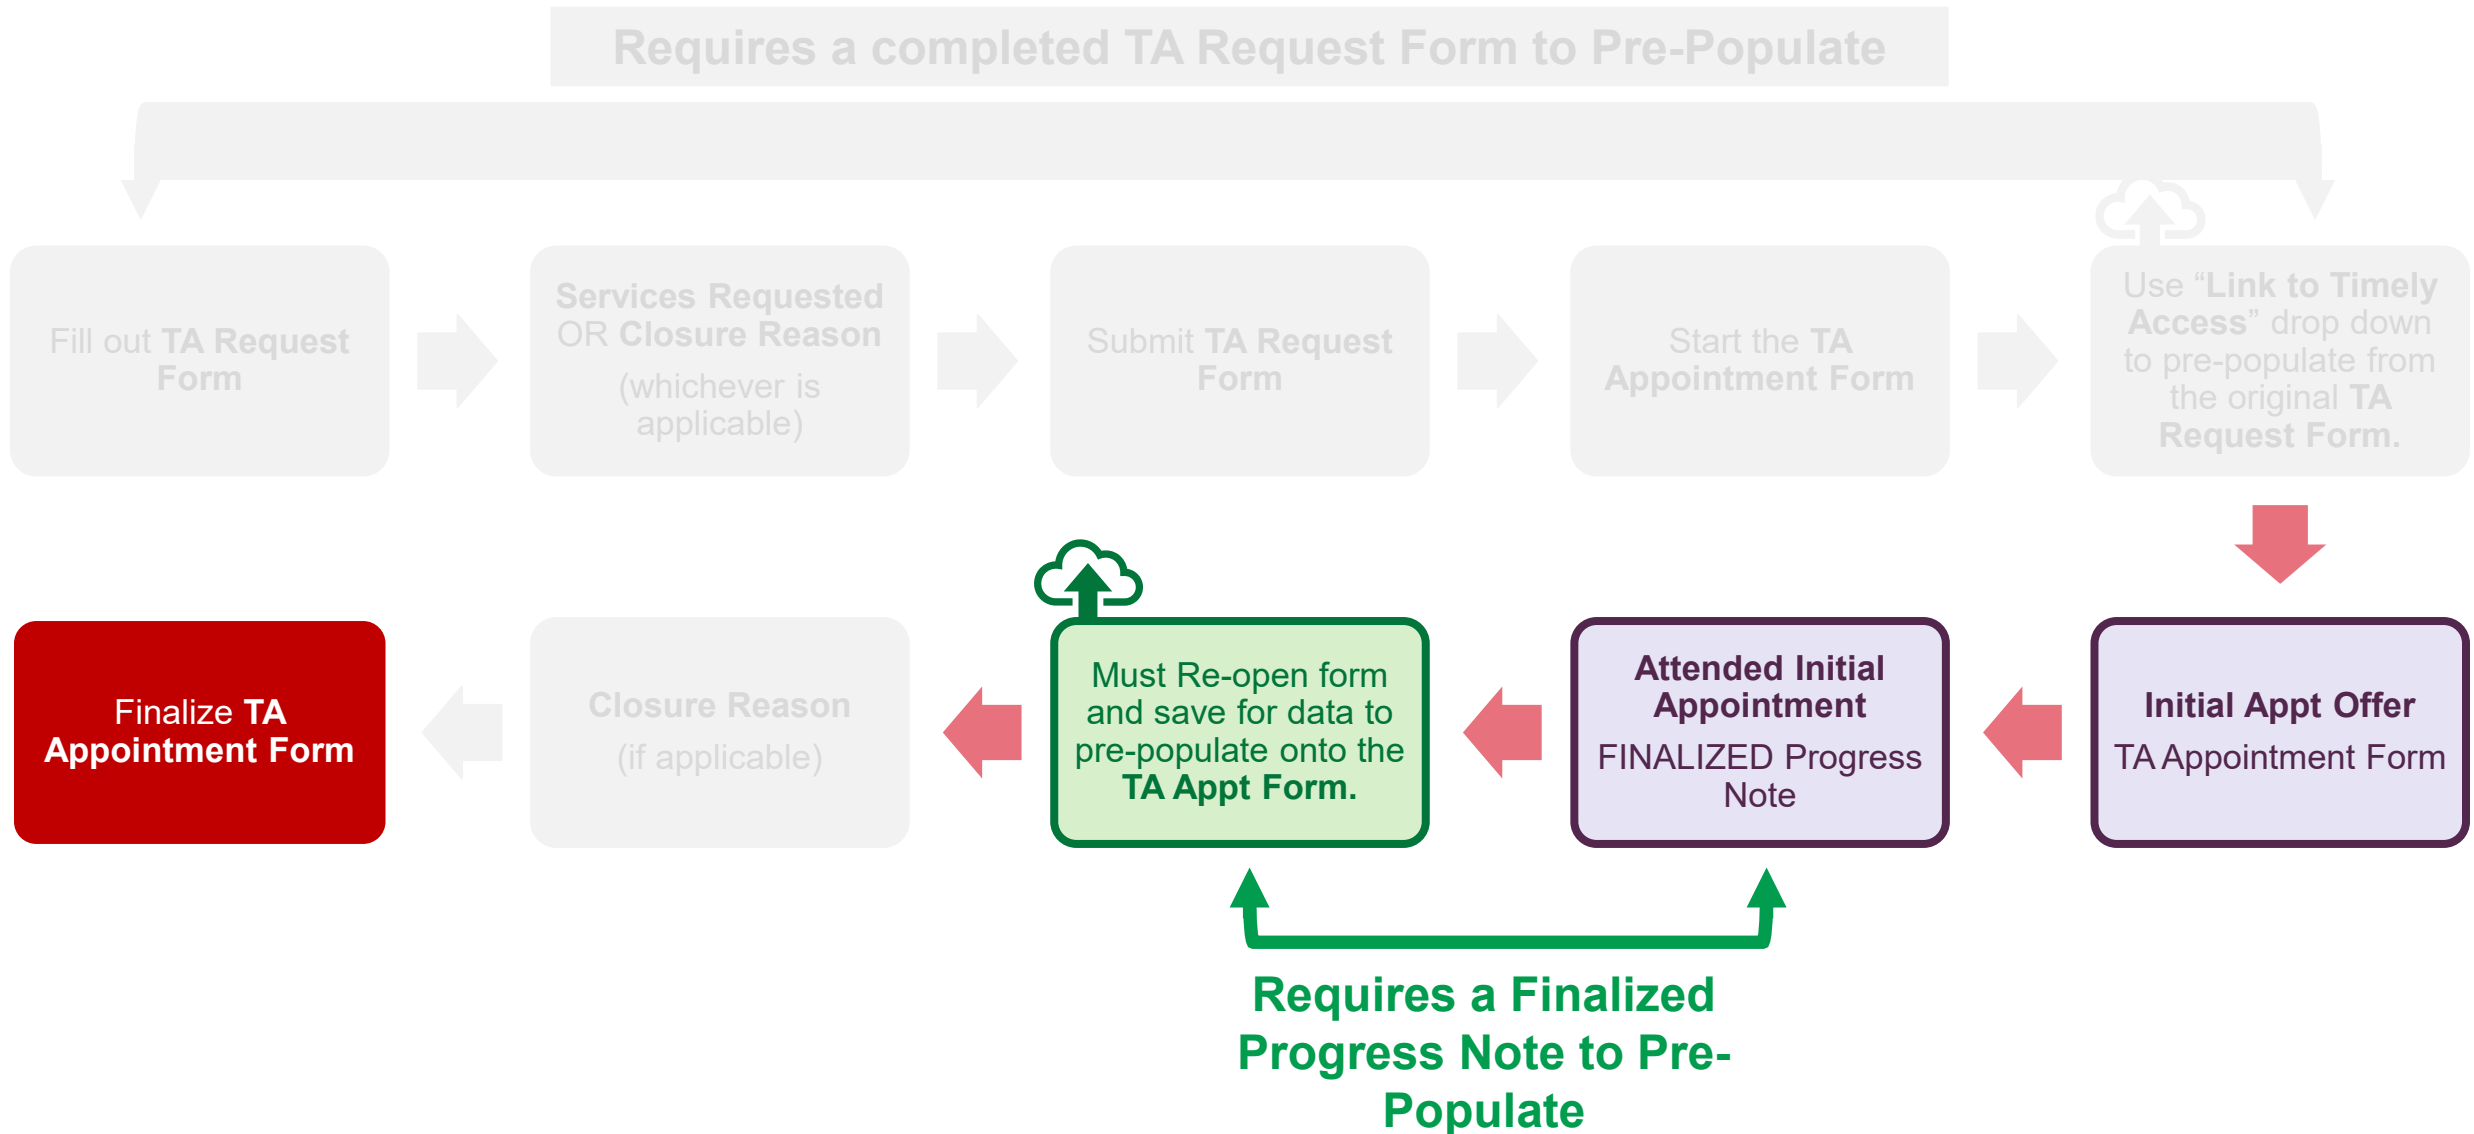 Requires a completed TA Request Form to Pre-Populate
Fill out TA Request
Form
Services Requested
OR Closure Reason
(whichever is
applicable)
Submit TA Request
Form
Start the TA
Appointment Form
Use “Link to Timely
Access” drop down
to pre-populate from
the original TA
Request Form.
Initial Appt Offer
TA Appointment Form
Attended Initial
Appointment
FINALIZED Progress
Note
Must Re-open form
and save for data to
pre-populate onto the
TA Appt Form.
Closure Reason
(if applicable)
Finalize TA
Appointment Form
Requires a Finalized
Progress Note to Pre-
Populate